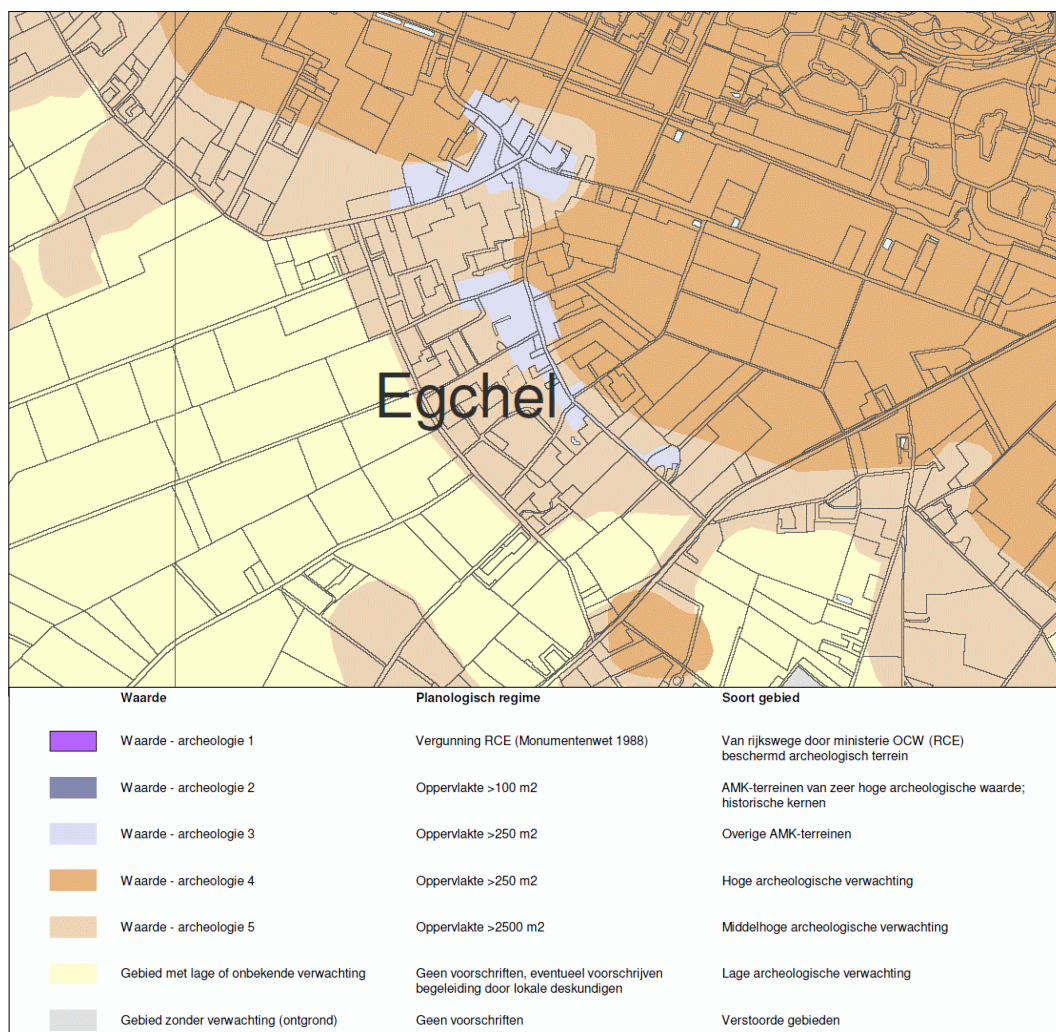 Egchel
Waarde Planologisch regime Soort gebied
Waarde - archeologie 1 Vergunning RCE (Monumentenwet 1988) Van rijkswege door ministerie OCW (RCE)
beschermd archeologisch terrein
Waarde - archeologie 2 Oppervlakte >100 m2 AMK-terreinen van zeer hoge archeologische waarde;
historische kernen
Waarde - archeologie 3 Oppervlakte >250 m2 Overige AMK-terreinen
Waarde - archeologie 4 Oppervlakte >250 m2 Hoge archeologische verwachting
Waarde - archeologie 5 Oppervlakte >2500 m2 Middelhoge archeologische verwachting
Gebied met lage of onbekende verwachting Geen voorschriften, eventueel voorschrijven Lage archeologische verwachting
begeleiding door lokale deskundigen
Gebied zonder verwachting (ontgrond) Geen voorschriften Verstoorde gebieden